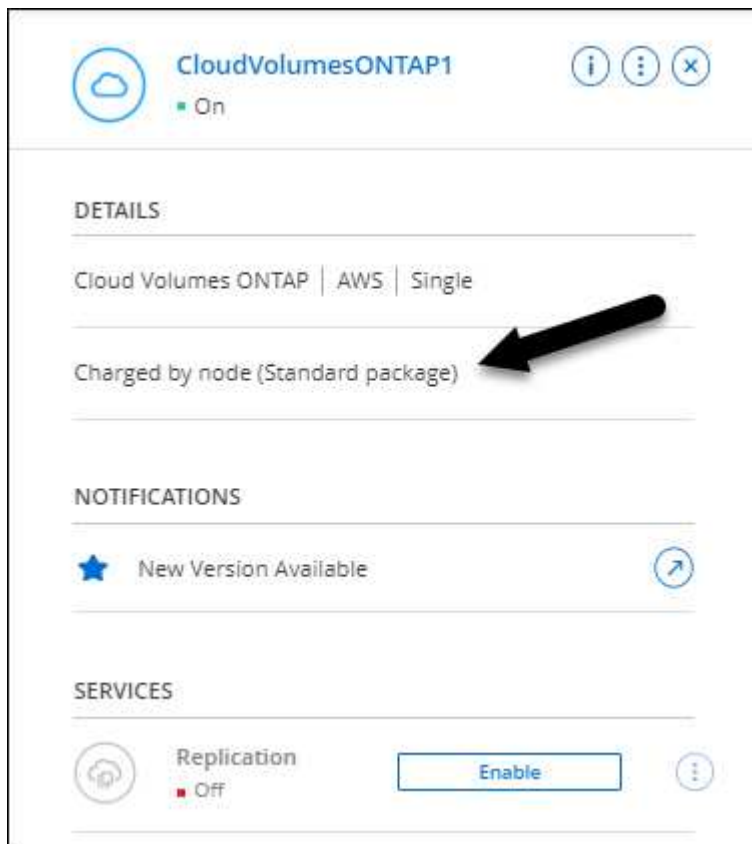 CloudVolumesONTAP1
On
DETAILS
Cloud Volumes ONTAP | AWS | Single
Charged by node (Standard package)
NOTIFICATIONS
New Version Available
SERVICES
Replication
Enable
Off